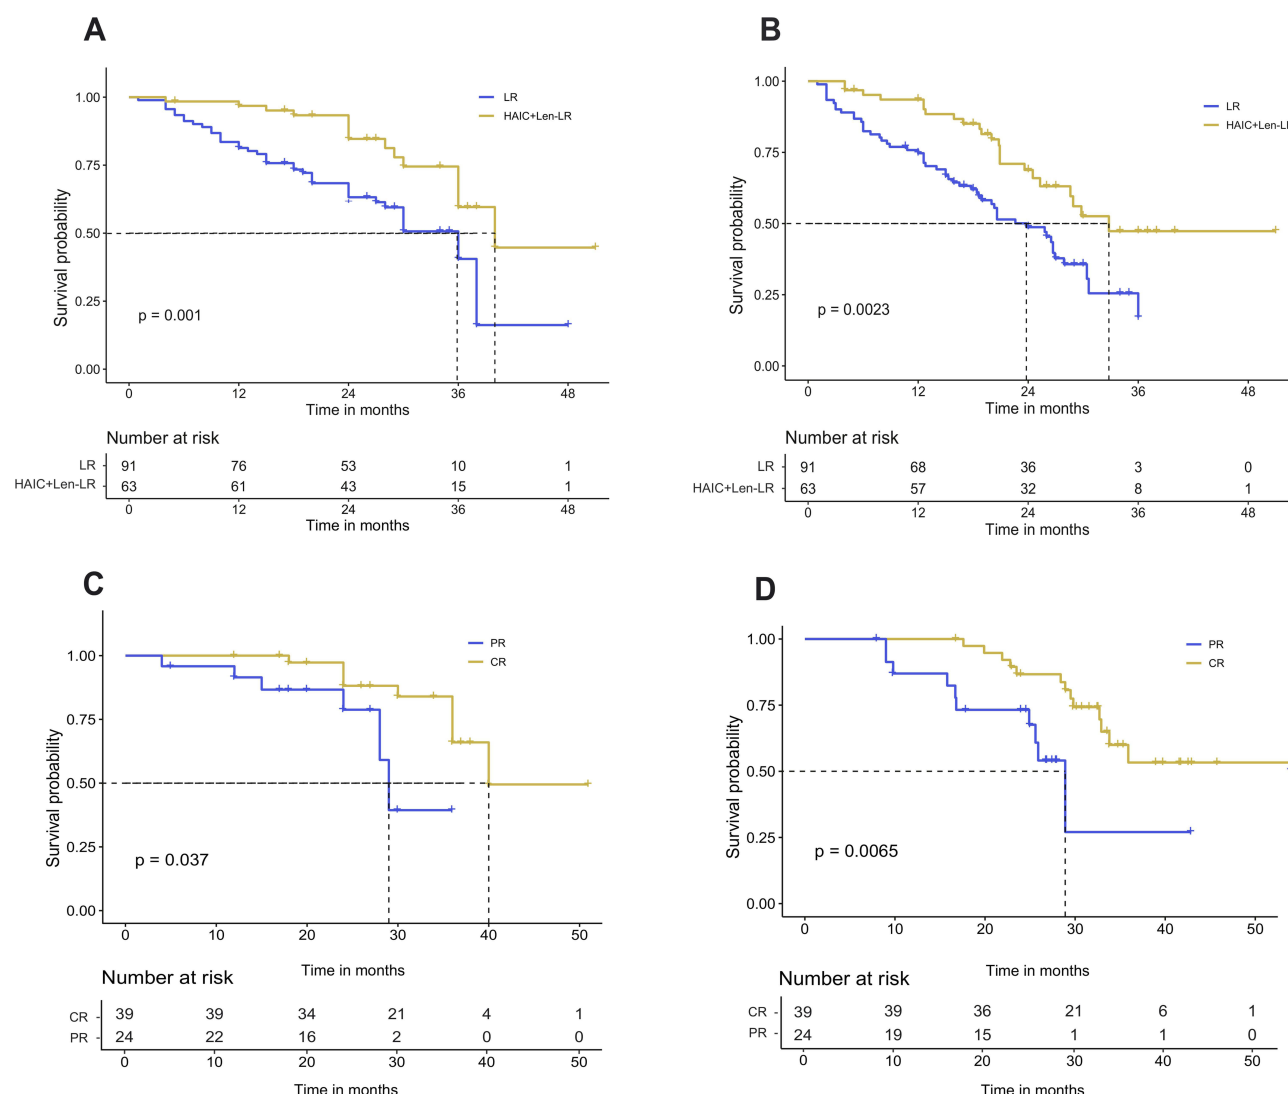 A
1.00
0.75
0.50
0.25
0.00
Survival probability
LR
HAIC+Len-LR
p = 0.001
0 12 24 36 48
Time in months
Number at risk
LR 91 76 53 10 1
HAIC+Len-LR 63 61 43 15 1
0 12 24 36 48
Time in months
B
1.00
0.75
0.50
0.25
0.00
Survival probability
LR
HAIC+Len-LR
p = 0.0023
0 12 24 36 48
Time in months
Number at risk
LR 91 68 36 3 0
HAIC+Len-LR 63 57 32 8 1
0 12 24 36 48
Time in months
C
1.00
0.75
0.50
0.25
0.00
Survival probability
PR
CR
p = 0.037
0 10 20 30 40 50
Time in months
Number at risk
CR 39 39 34 21 4 1
PR 24 22 16 2 0 0
0 10 20 30 40 50
Time in months
D
1.00
0.75
0.50
0.25
0.00
Survival probability
PR
CR
p = 0.0065
0 10 20 30 40 50
Time in months
Number at risk
CR 39 39 36 21 6 1
PR 24 19 15 1 1 0
0 10 20 30 40 50
Time in months